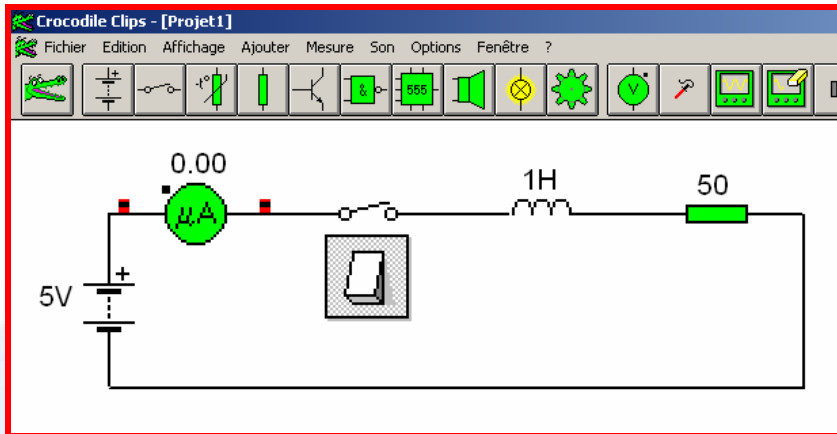 Crocodile Clips - [Projet1]
Fichier Edition Affichage Ajouter Mesure Son Options Fenêtre ?
+ -t° & 555 V
0.00
µA
1H
50
+
5V